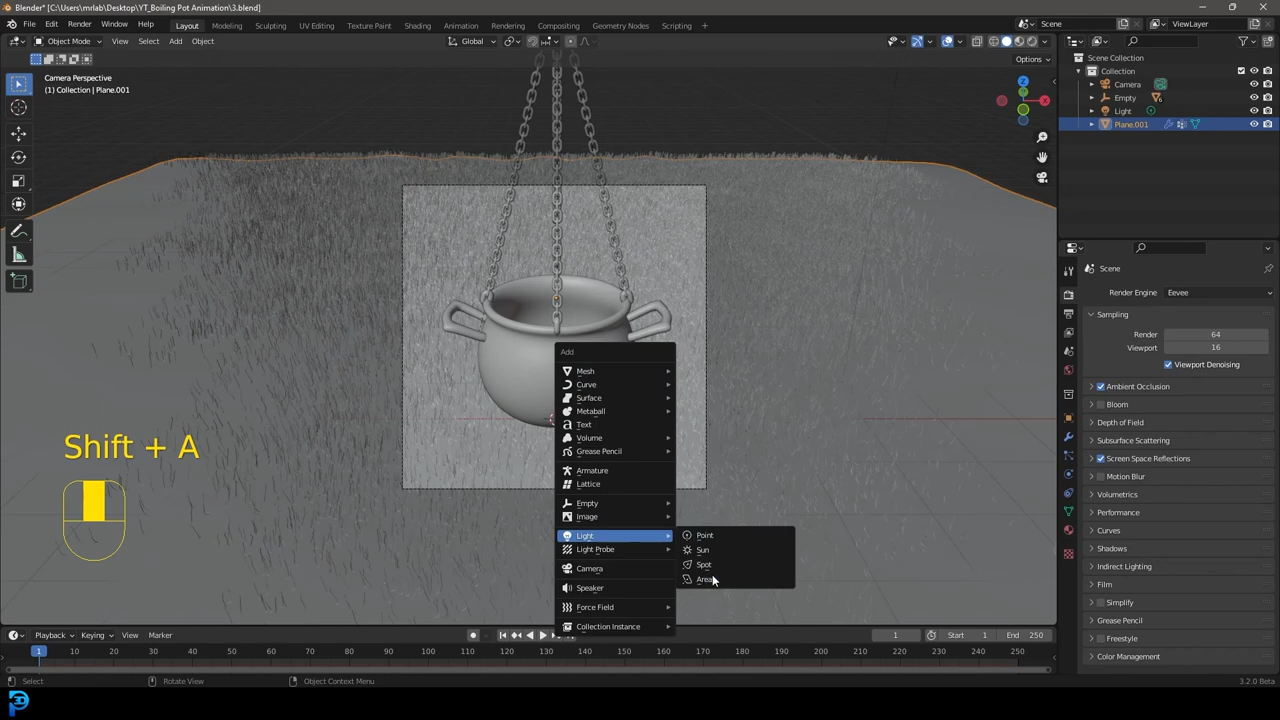 Blender* [C:\Users\mrlab\Desktop\YT_Boiling Pot Animation\3.blend]
File Edit Render Window Help Layout Modeling Sculpting UV Editing Texture Paint Shading Animation Rendering Compositing Geometry Nodes Scripting + Scene ViewLayer
Object Mode View Select Add Object Global
Options
Camera Perspective
(1) Collection | Plane.001
Scene Collection
Collection
Camera
Empty 6
Light
Plane.001
Z
X
Scene
Render Engine Eevee
Sampling
Render 64
Viewport 16
Viewport Denoising
Ambient Occlusion
Bloom
Depth of Field
Subsurface Scattering
Screen Space Reflections
Motion Blur
Volumetrics
Performance
Curves
Shadows
Indirect Lighting
Film
Simplify
Grease Pencil
Freestyle
Color Management
Add
Mesh
Curve
Surface
Metaball
Text
Volume
Grease Pencil
Armature
Lattice
Empty
Image
Light
Light Probe
Camera
Speaker
Force Field
Collection Instance
Point
Sun
Spot
Area
Shift + A
Playback Keying View Marker 1 Start 1 End 250
1 10 20 30 40 50 60 70 80 90 100 110 120 130 140 150 160 170 180 190 200 210 220 230 240 250
Select Rotate View Object Context Menu 3.2.0 Beta